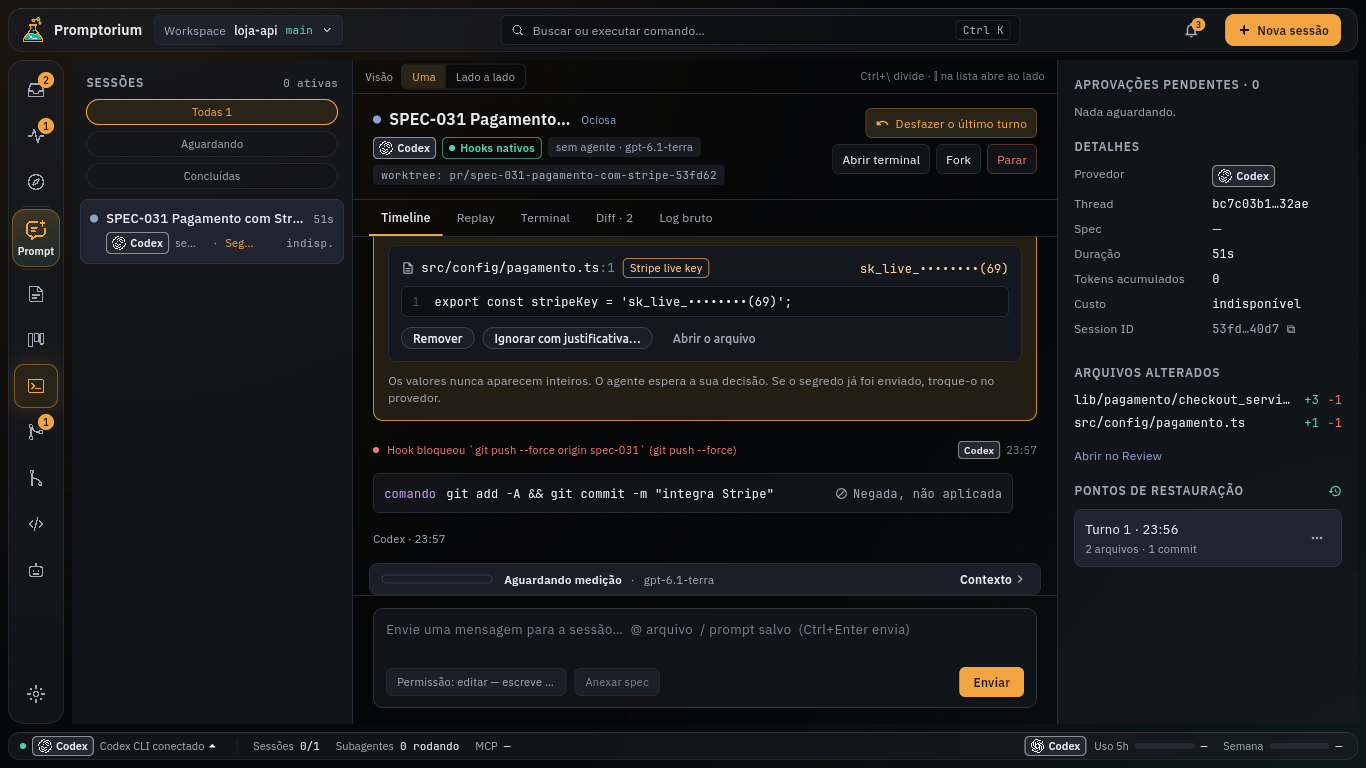 Promptorium
Workspace loja-api main
Buscar ou executar comando...
Ctrl K
3
+ Nova sessão
2
1
Prompt
1
SESSÕES
0 ativas
Todas 1
Aguardando
Concluídas
SPEC-031 Pagamento com Str... 51s
Codex se... · Seg... indisp.
Visão Uma Lado a lado
Ctrl+\ divide · ‖ na lista abre ao lado
SPEC-031 Pagamento... Ociosa
Desfazer o último turno
Codex Hooks nativos sem agente · gpt-6.1-terra
Abrir terminal Fork Parar
worktree: pr/spec-031-pagamento-com-stripe-53fd62
Timeline Replay Terminal Diff · 2 Log bruto
src/config/pagamento.ts:1 Stripe live key sk_live_••••••••(69)
1 export const stripeKey = 'sk_live_••••••••(69)';
Remover Ignorar com justificativa... Abrir o arquivo
Os valores nunca aparecem inteiros. O agente espera a sua decisão. Se o segredo já foi enviado, troque-o no
provedor.
Hook bloqueou `git push --force origin spec-031` (git push --force) Codex 23:57
comando git add -A && git commit -m "integra Stripe" Negada, não aplicada
Codex · 23:57
Aguardando medição · gpt-6.1-terra Contexto
Envie uma mensagem para a sessão... @ arquivo / prompt salvo (Ctrl+Enter envia)
Permissão: editar — escreve ... Anexar spec Enviar
APROVAÇÕES PENDENTES · 0
Nada aguardando.
DETALHES
Provedor Codex
Thread bc7c03b1…32ae
Spec —
Duração 51s
Tokens acumulados 0
Custo indisponível
Session ID 53fd…40d7
ARQUIVOS ALTERADOS
lib/pagamento/checkout_servi… +3 -1
src/config/pagamento.ts +1 -1
Abrir no Review
PONTOS DE RESTAURAÇÃO
Turno 1 · 23:56
2 arquivos · 1 commit
Codex Codex CLI conectado Sessões 0/1 Subagentes 0 rodando MCP —
Codex Uso 5h — Semana —